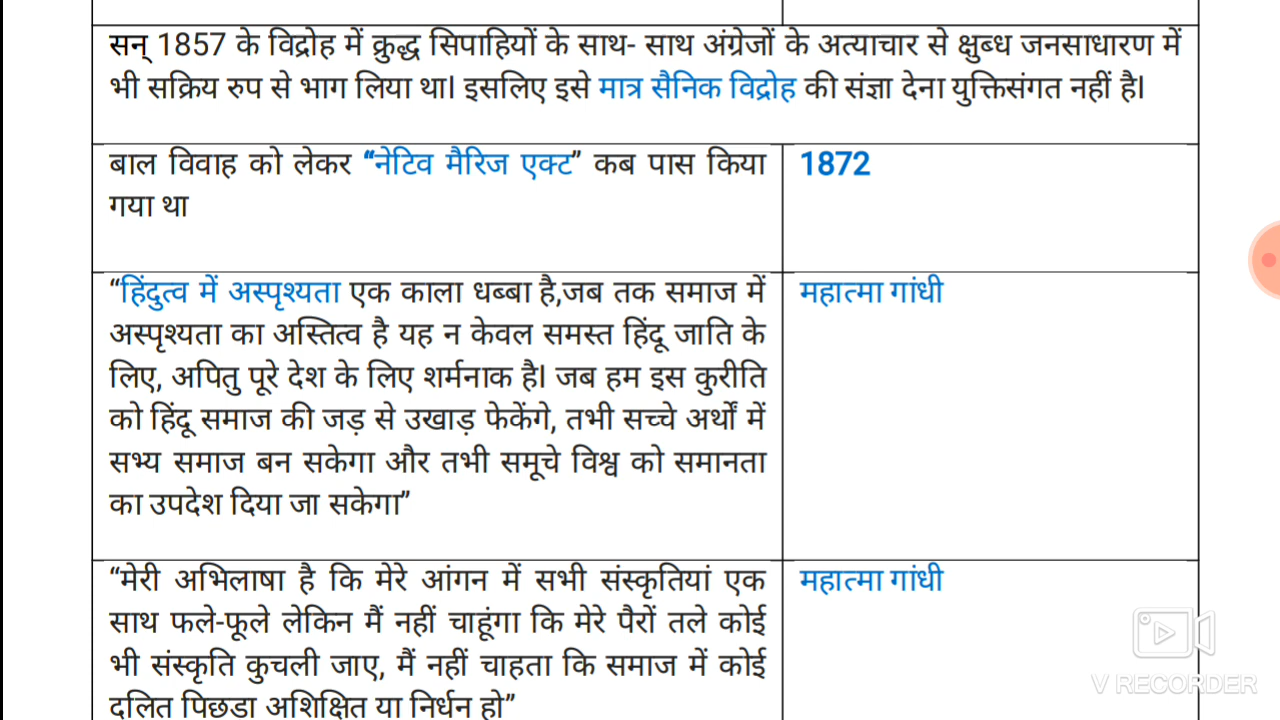 सन् 1857 के विद्रोह में क्रुद्ध सिपाहियों के साथ- साथ अंग्रेजों के अत्याचार से क्षुब्ध जनसाधारण में
भी सक्रिय रुप से भाग लिया था। इसलिए इसे मात्र सैनिक विद्रोह की संज्ञा देना युक्तिसंगत नहीं है।
बाल विवाह को लेकर “नेटिव मैरिज एक्ट” कब पास किया
गया था
1872
“हिंदुत्व में अस्पृश्यता एक काला धब्बा है,जब तक समाज में
अस्पृश्यता का अस्तित्व है यह न केवल समस्त हिंदू जाति के
लिए, अपितु पूरे देश के लिए शर्मनाक है। जब हम इस कुरीति
को हिंदू समाज की जड़ से उखाड़ फेकेंगे, तभी सच्चे अर्थों में
सभ्य समाज बन सकेगा और तभी समूचे विश्व को समानता
का उपदेश दिया जा सकेगा”
महात्मा गांधी
“मेरी अभिलाषा है कि मेरे आंगन में सभी संस्कृतियां एक
साथ फले-फूले लेकिन मैं नहीं चाहूंगा कि मेरे पैरों तले कोई
भी संस्कृति कुचली जाए, मैं नहीं चाहता कि समाज में कोई
दलित पिछडा अशिक्षित या निर्धन हो”
महात्मा गांधी
V RECORDER